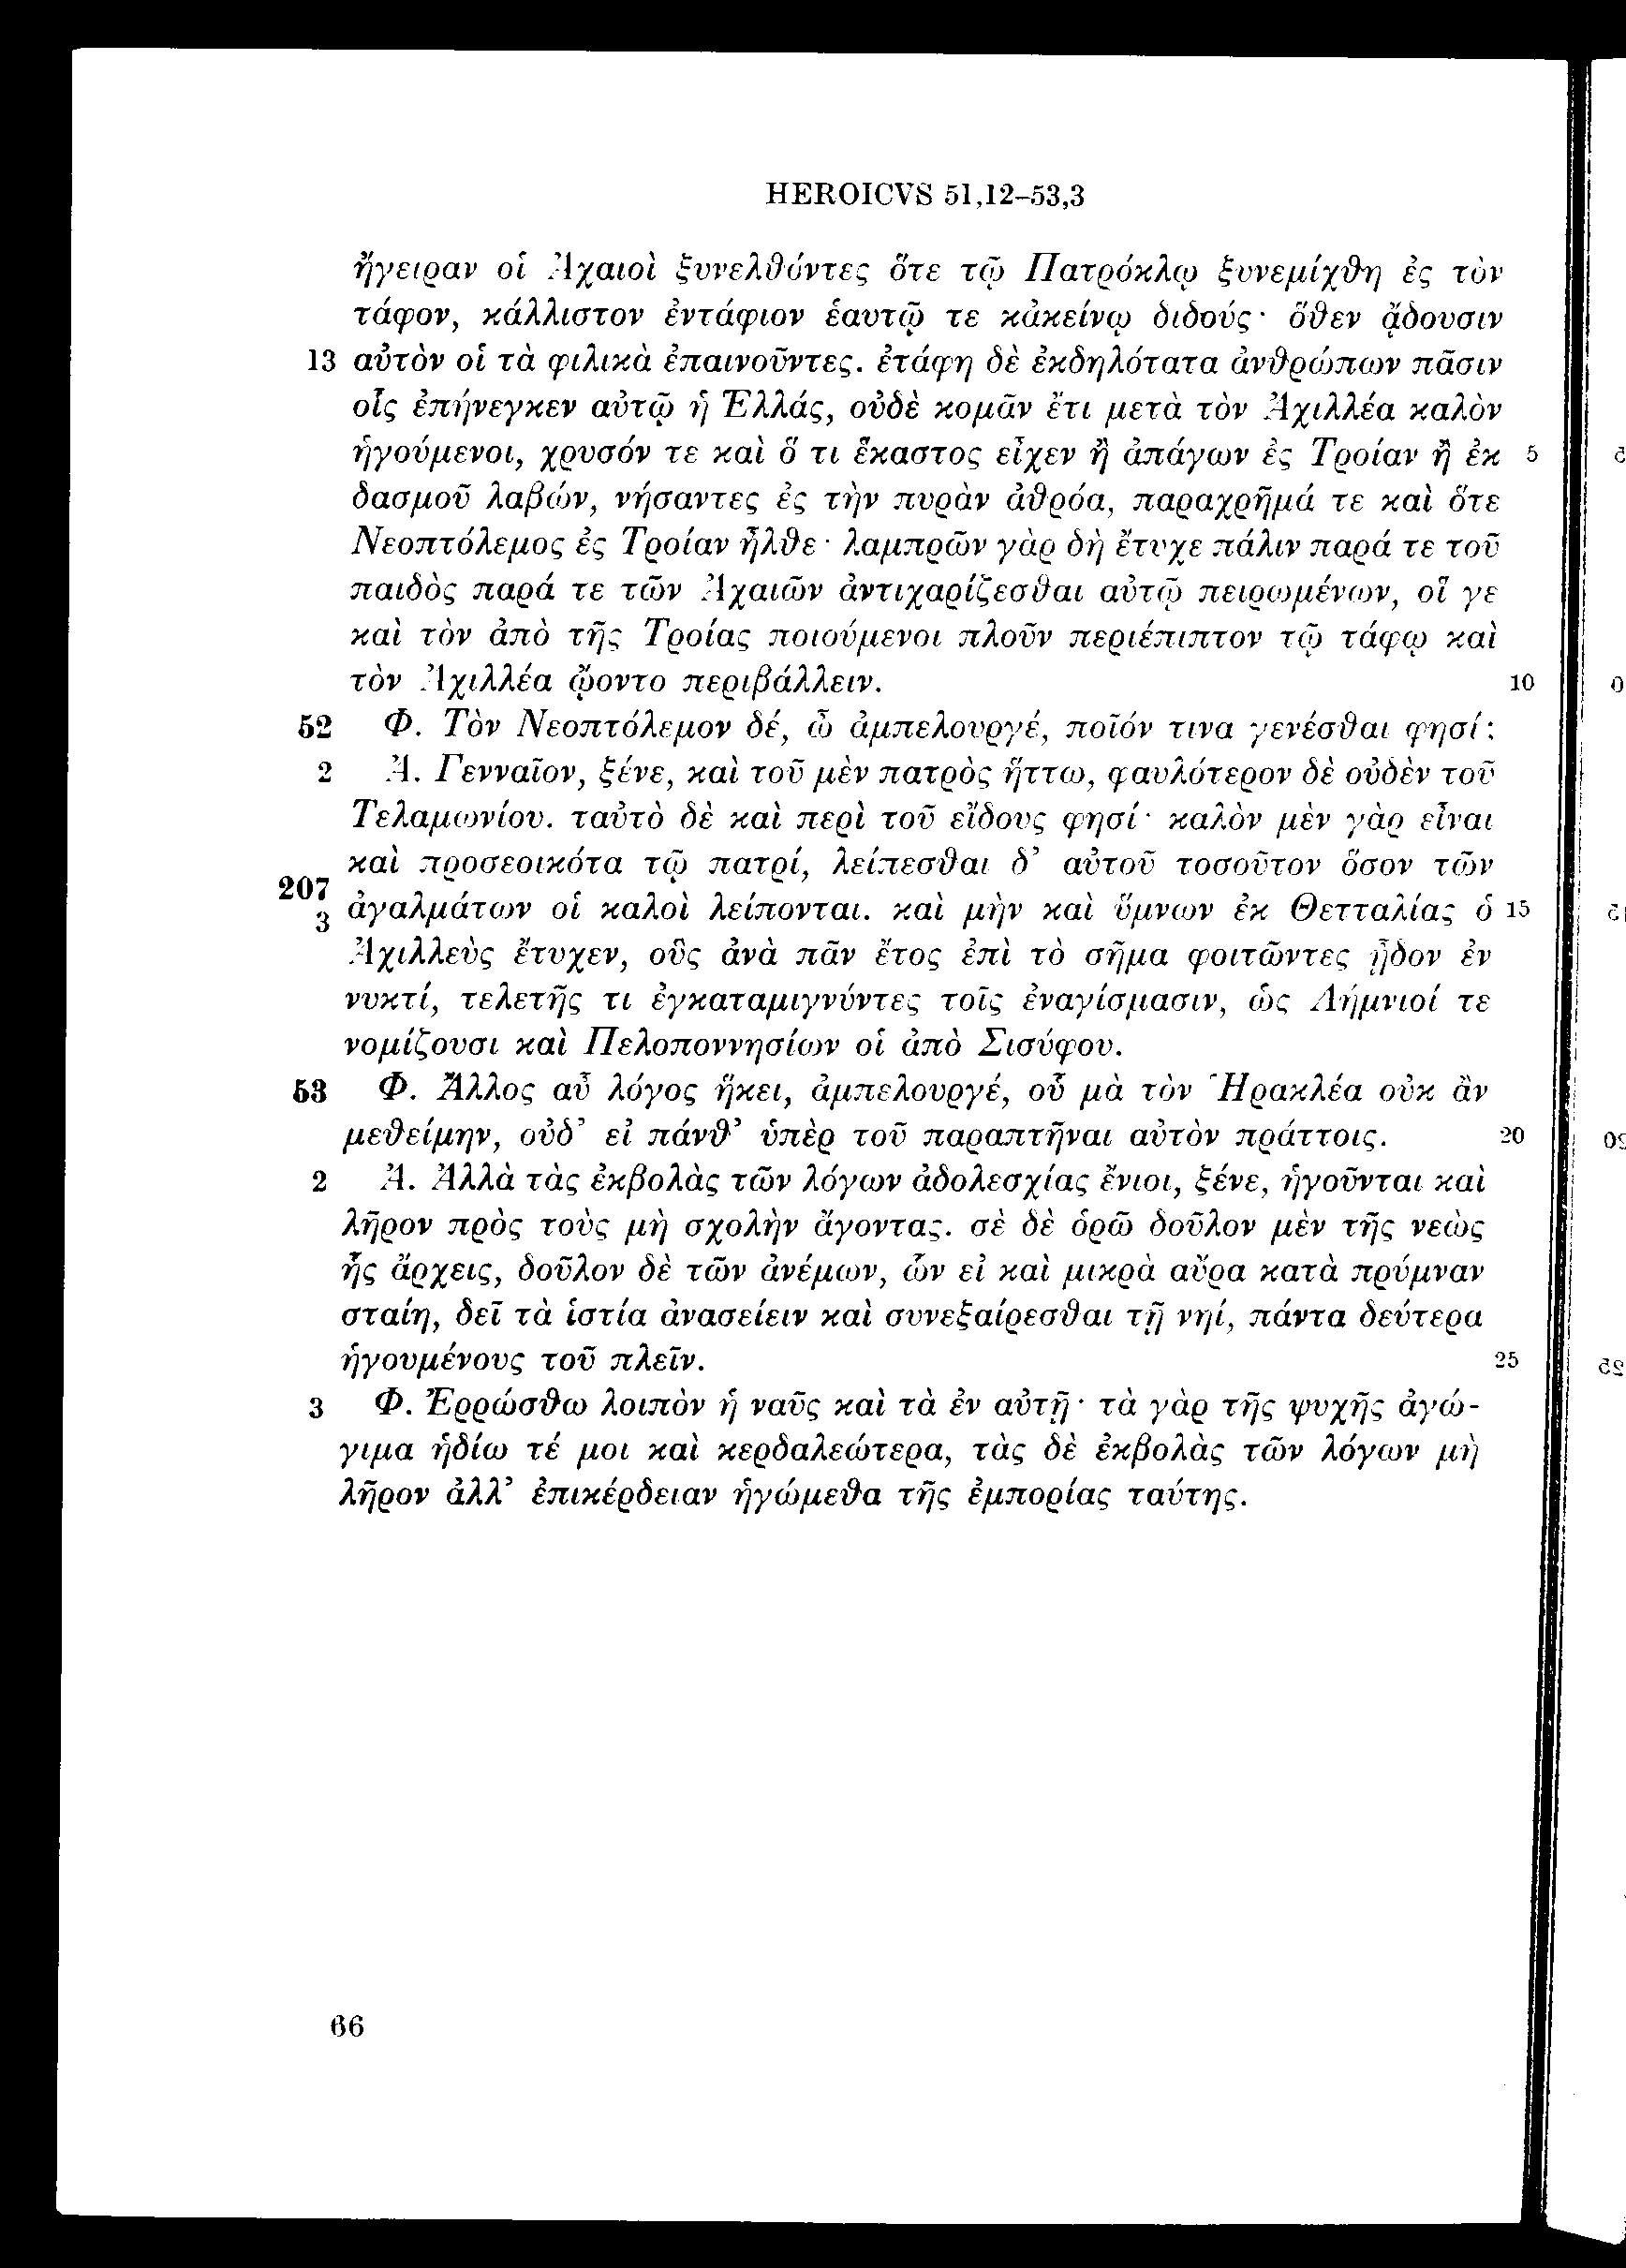 HEROICVS 51,12–53,3
ἤγειραν οἱ Ἀχαιοὶ ξυνελθόντες ὅτε τῷ Πατρόκλῳ ξυνεμίχθη ἐς τὸν
τάφον, κάλλιστον ἐντάφιον ἑαυτῷ τε κἀκείνῳ διδούς· ὅθεν ᾄδουσιν
13 αὐτὸν οἱ τὰ φιλικὰ ἐπαινοῦντες. ἐτάφη δὲ ἐκδηλότατα ἀνθρώπων πᾶσιν
οἷς ἐπήνεγκεν αὐτῷ ἡ Ἑλλάς, οὐδὲ κομᾶν ἔτι μετὰ τὸν Ἀχιλλέα καλὸν
ἡγούμενοι, χρυσόν τε καὶ ὅ τι ἕκαστος εἶχεν ἢ ἀπάγων ἐς Τροίαν ἢ ἐκ 5
δασμοῦ λαβών, νήσαντες ἐς τὴν πυρὰν ἀθρόα, παραχρῆμά τε καὶ ὅτε
Νεοπτόλεμος ἐς Τροίαν ἦλθε· λαμπρῶν γὰρ δὴ ἔτυχε πάλιν παρά τε τοῦ
παιδὸς παρά τε τῶν Ἀχαιῶν ἀντιχαρίζεσθαι αὐτῷ πειρωμένων, οἵ γε
καὶ τὸν ἀπὸ τῆς Τροίας ποιούμενοι πλοῦν περιέπιπτον τῷ τάφῳ καὶ
τὸν Ἀχιλλέα ᾤοντο περιβάλλειν. 10
52 Φ. Τὸν Νεοπτόλεμον δέ, ὦ ἀμπελουργέ, ποῖόν τινα γενέσθαι φησί;
2 Ἀ. Γενναῖον, ξένε, καὶ τοῦ μὲν πατρὸς ἥττω, φαυλότερον δὲ οὐδὲν τοῦ
Τελαμωνίου. ταὐτὸ δὲ καὶ περὶ τοῦ εἴδους φησί· καλὸν μὲν γὰρ εἶναι
καὶ προσεοικότα τῷ πατρί, λείπεσθαι δ’ αὐτοῦ τοσοῦτον ὅσον τῶν
207
3 ἀγαλμάτων οἱ καλοὶ λείπονται. καὶ μὴν καὶ ὕμνων ἐκ Θετταλίας ὁ 15
Ἀχιλλεὺς ἔτυχεν, οὓς ἀνὰ πᾶν ἔτος ἐπὶ τὸ σῆμα φοιτῶντες ᾖδον ἐν
νυκτί, τελετῆς τι ἐγκαταμιγνύντες τοῖς ἐναγίσμασιν, ὡς Λήμνιοί τε
νομίζουσι καὶ Πελοποννησίων οἱ ἀπὸ Σισύφου.
53 Φ. Ἄλλος αὖ λόγος ἥκει, ἀμπελουργέ, οὗ μὰ τὸν Ἡρακλέα οὐκ ἂν
μεθείμην, οὐδ’ εἰ πάνθ’ ὑπὲρ τοῦ παραπτῆναι αὐτὸν πράττοις. 20
2 Ἀ. Ἀλλὰ τὰς ἐκβολὰς τῶν λόγων ἀδολεσχίας ἔνιοι, ξένε, ἡγοῦνται καὶ
λῆρον πρὸς τοὺς μὴ σχολὴν ἄγοντας. σὲ δὲ ὁρῶ δοῦλον μὲν τῆς νεὼς
ἧς ἄρχεις, δοῦλον δὲ τῶν ἀνέμων, ὧν εἰ καὶ μικρὰ αὔρα κατὰ πρύμναν
σταίη, δεῖ τὰ ἱστία ἀνασείειν καὶ συνεξαίρεσθαι τῇ νηί, πάντα δεύτερα
ἡγουμένους τοῦ πλεῖν. 25
3 Φ. Ἐρρώσθω λοιπὸν ἡ ναῦς καὶ τὰ ἐν αὐτῇ· τὰ γὰρ τῆς ψυχῆς ἀγώ-
γιμα ἡδίω τέ μοι καὶ κερδαλεώτερα, τὰς δὲ ἐκβολὰς τῶν λόγων μὴ
λῆρον ἀλλ’ ἐπικέρδειαν ἡγώμεθα τῆς ἐμπορίας ταύτης.
66